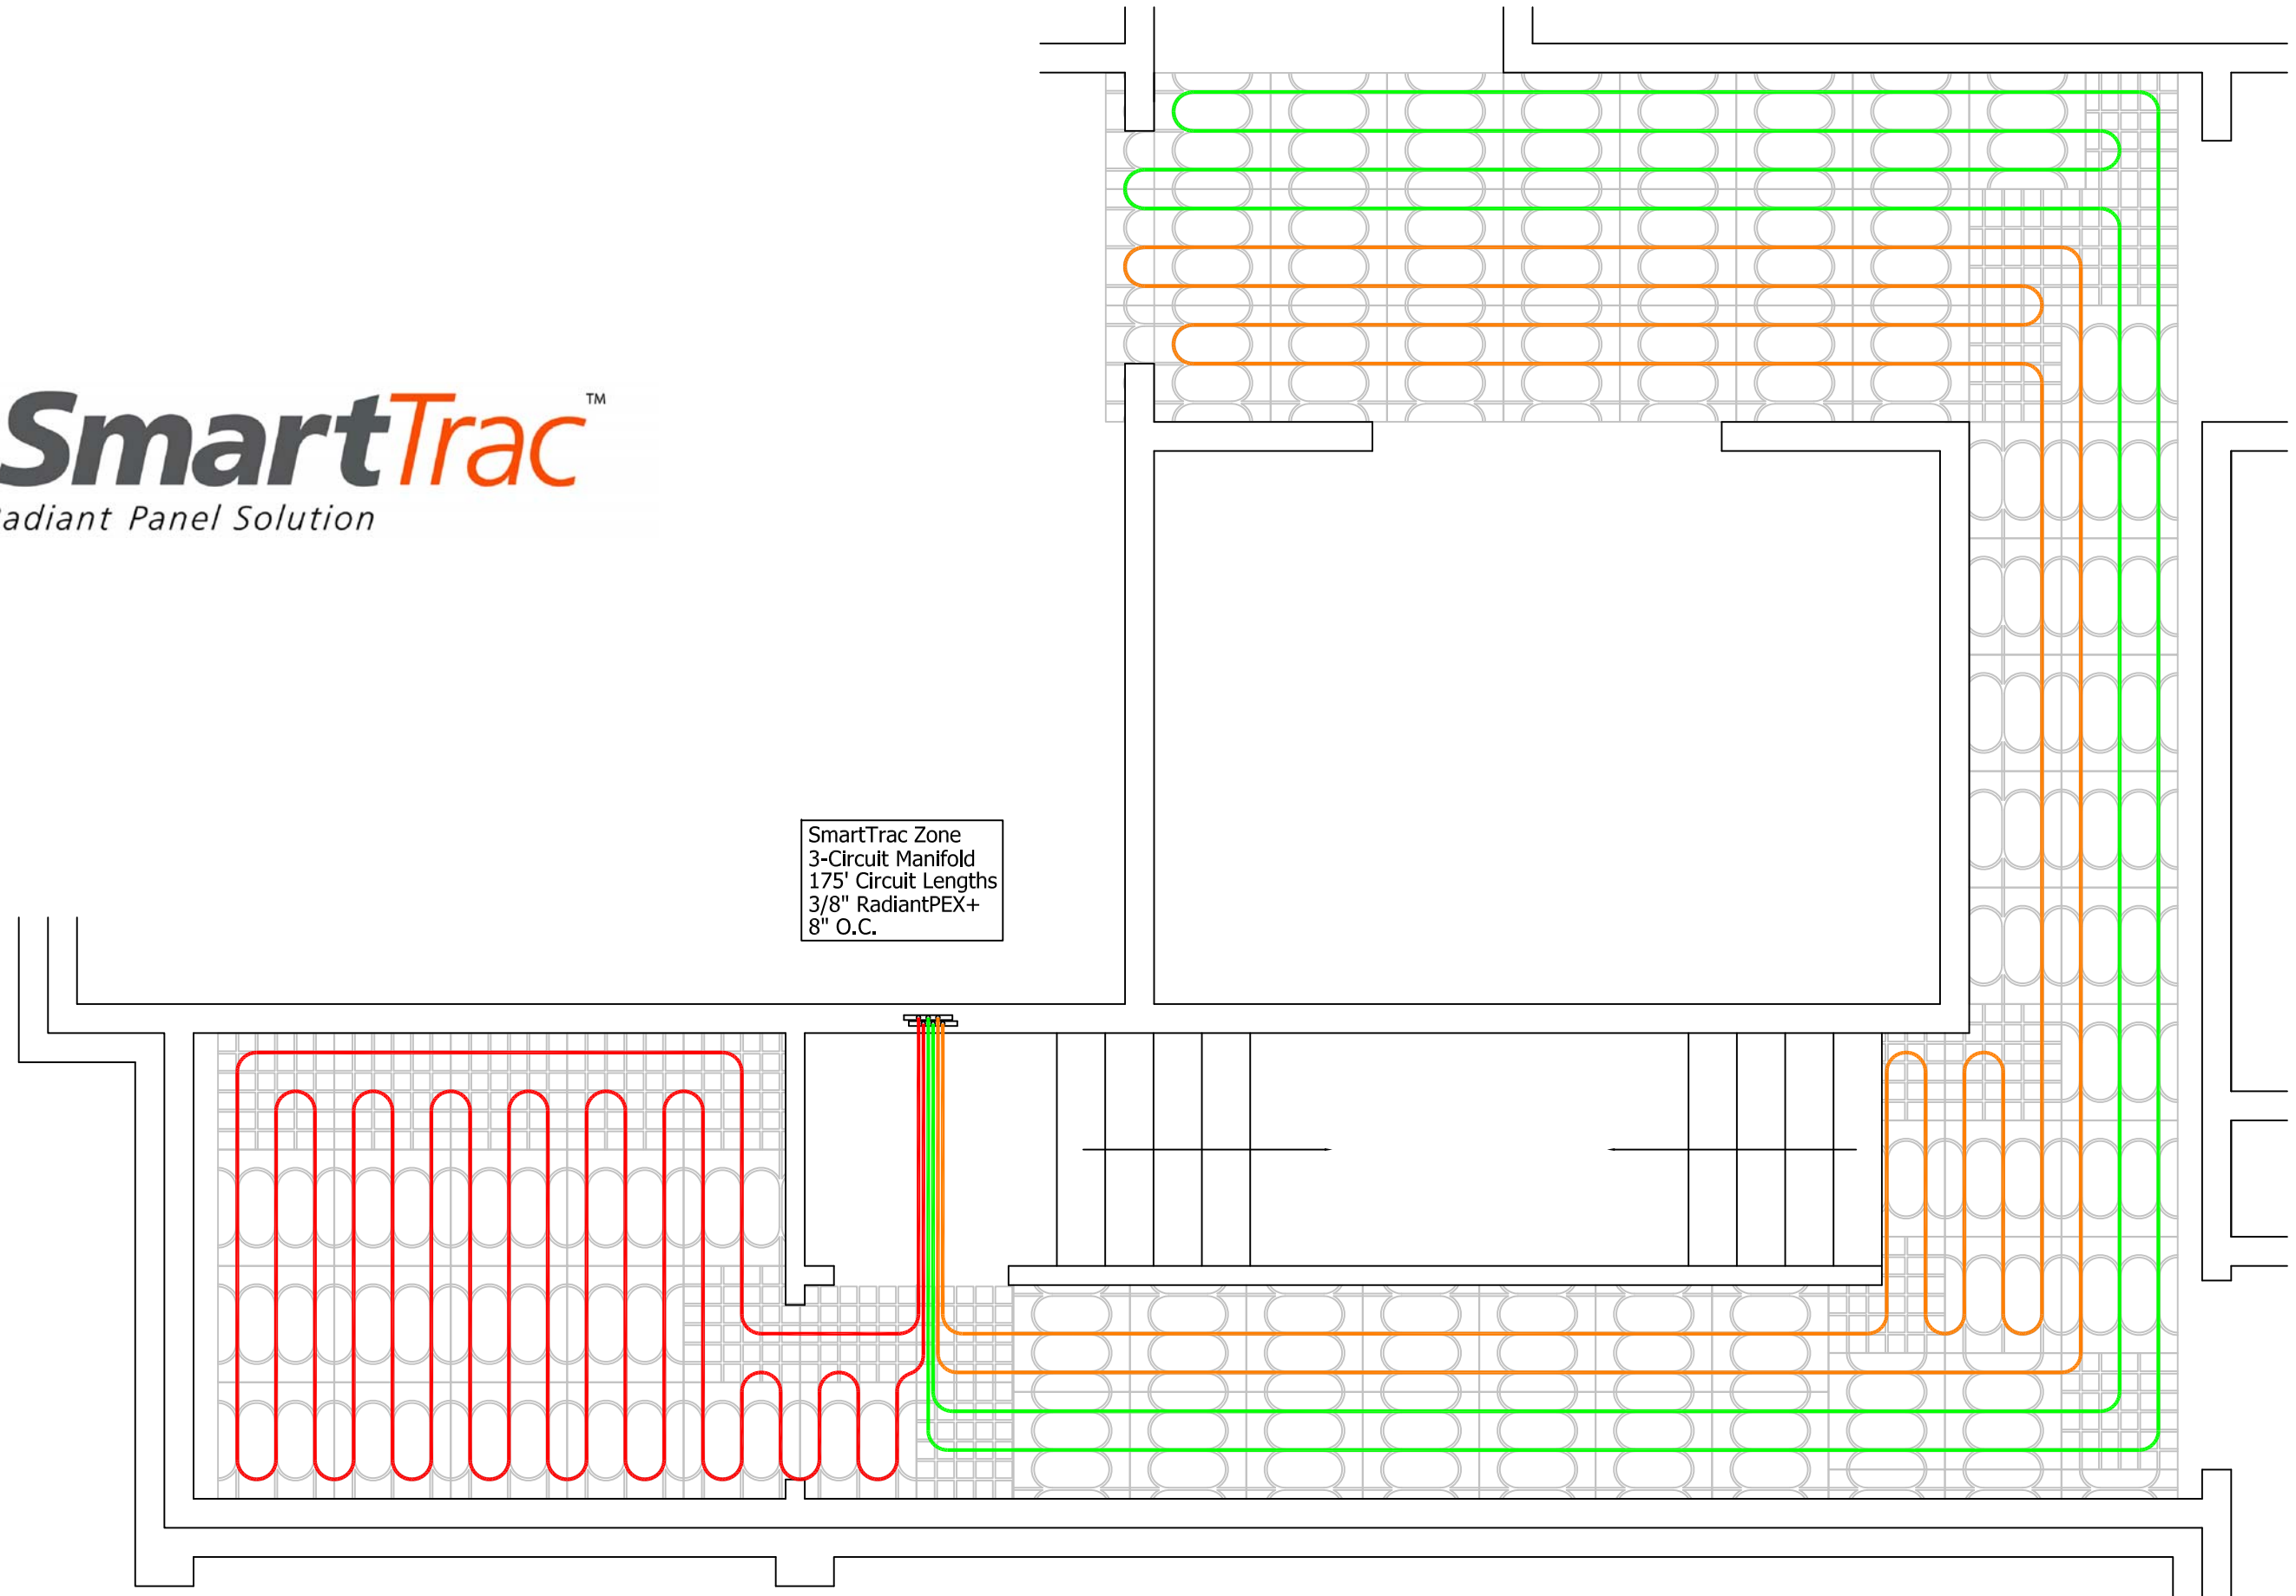 SmartTrac™
adiant Panel Solution
SmartTrac Zone
3-Circuit Manifold
175' Circuit Lengths
3/8" RadiantPEX+
8" O.C.